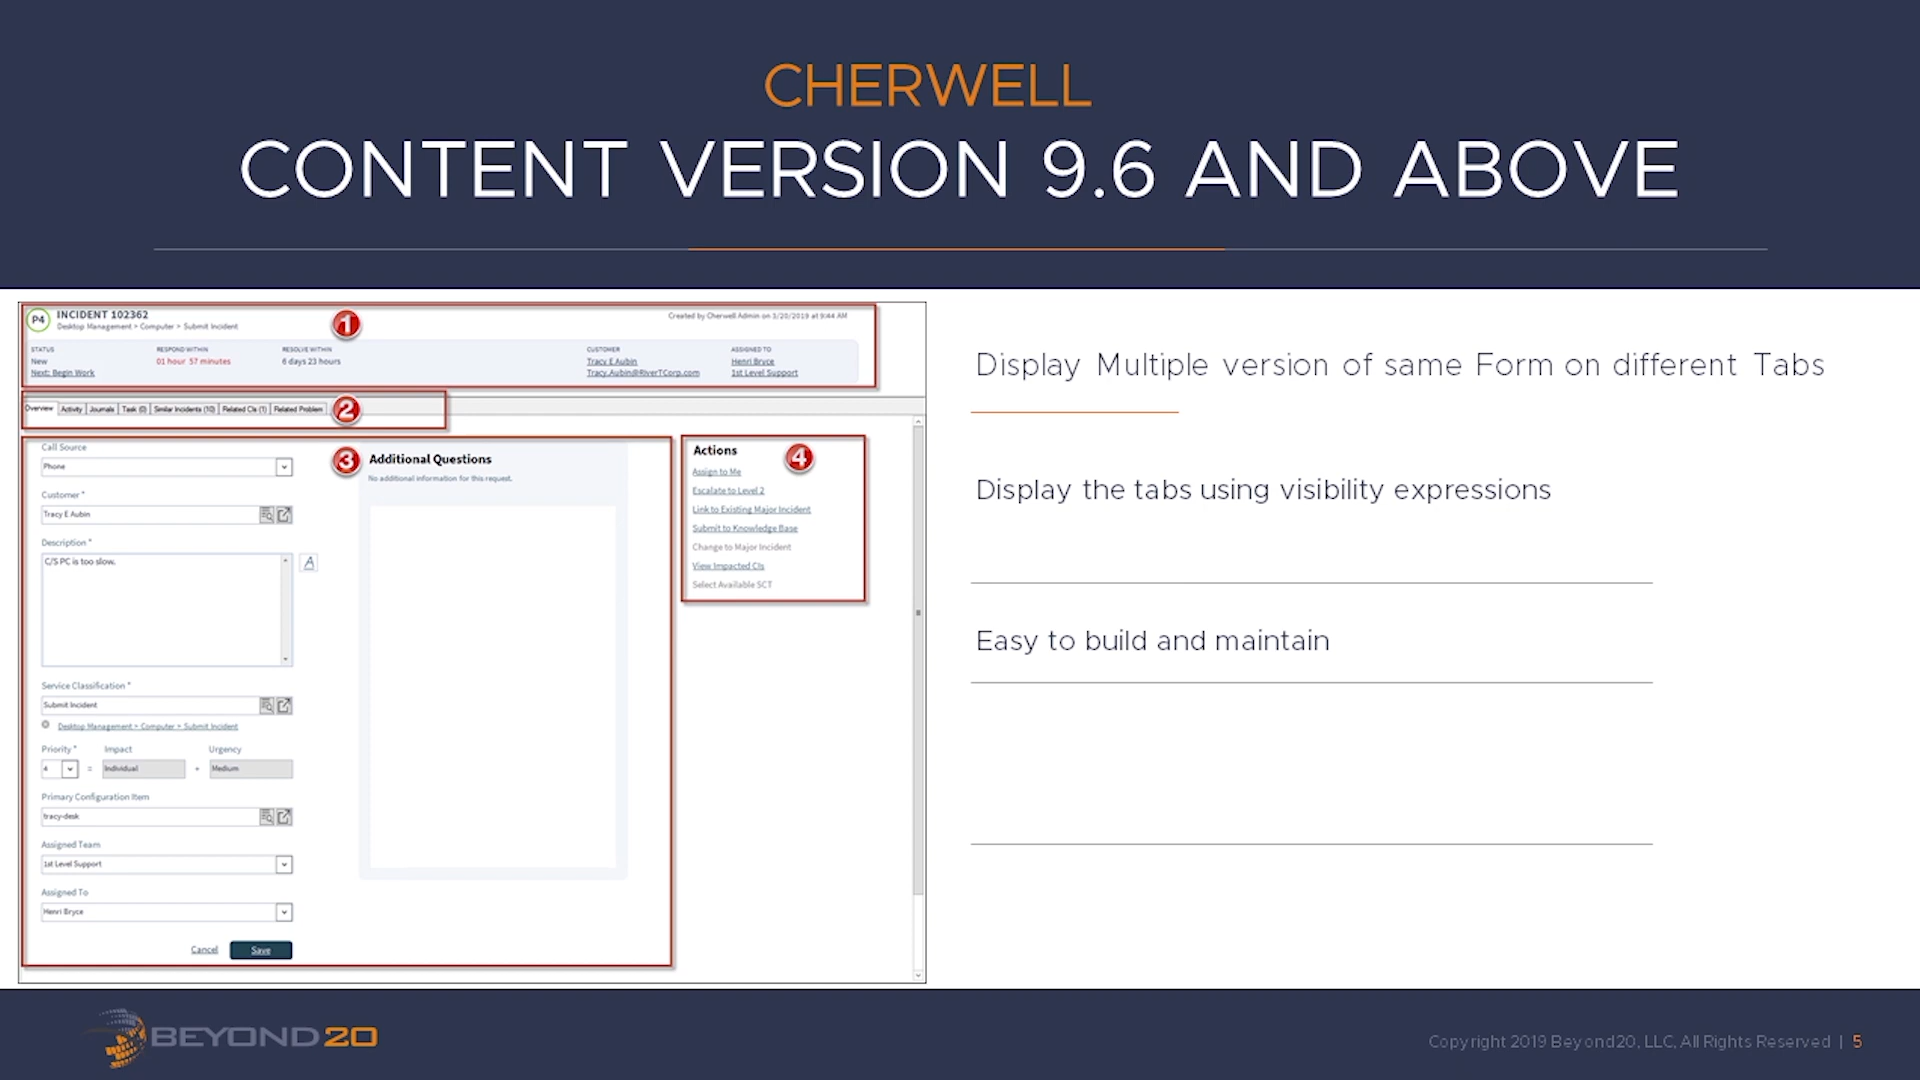 CHERWELL
CONTENT VERSION 9.6 AND ABOVE
P4
INCIDENT 102362
Desktop Management > Computer > Submit Incident
1
Created by Cherwell Admin on 3/20/2019 at 9:44 AM
STATUS
RESPOND WITHIN
RESOLVE WITHIN
CUSTOMER
ASSIGNED TO
New
01 hour 57 minutes
6 days 23 hours
Tracy E Aubin
Henri Bryce
Next: Begin Work
Tracy.Aubin@RiverTCorp.com
1st Level Support
Overview
Activity
Journals
Task (0)
Similar Incidents (10)
Related CIs (1)
Related Problem
2
Call Source
Phone
Customer *
Tracy E Aubin
Description *
C/S PC is too slow.
A
Service Classification *
Submit Incident
Desktop Management > Computer > Submit Incident
Priority *
Impact
Urgency
4
=
Individual
+
Medium
Primary Configuration Item
tracy-desk
Assigned Team
1st Level Support
Assigned To
Henri Bryce
Cancel
Save
3
Additional Questions
No additional information for this request.
Actions
4
Assign to Me
Escalate to Level 2
Link to Existing Major Incident
Submit to Knowledge Base
Change to Major Incident
View Impacted CIs
Select Available SCT
Display Multiple version of same Form on different Tabs
Display the tabs using visibility expressions
Easy to build and maintain
BEYOND20
Copyright 2019 Beyond20, LLC, All Rights Reserved | 5